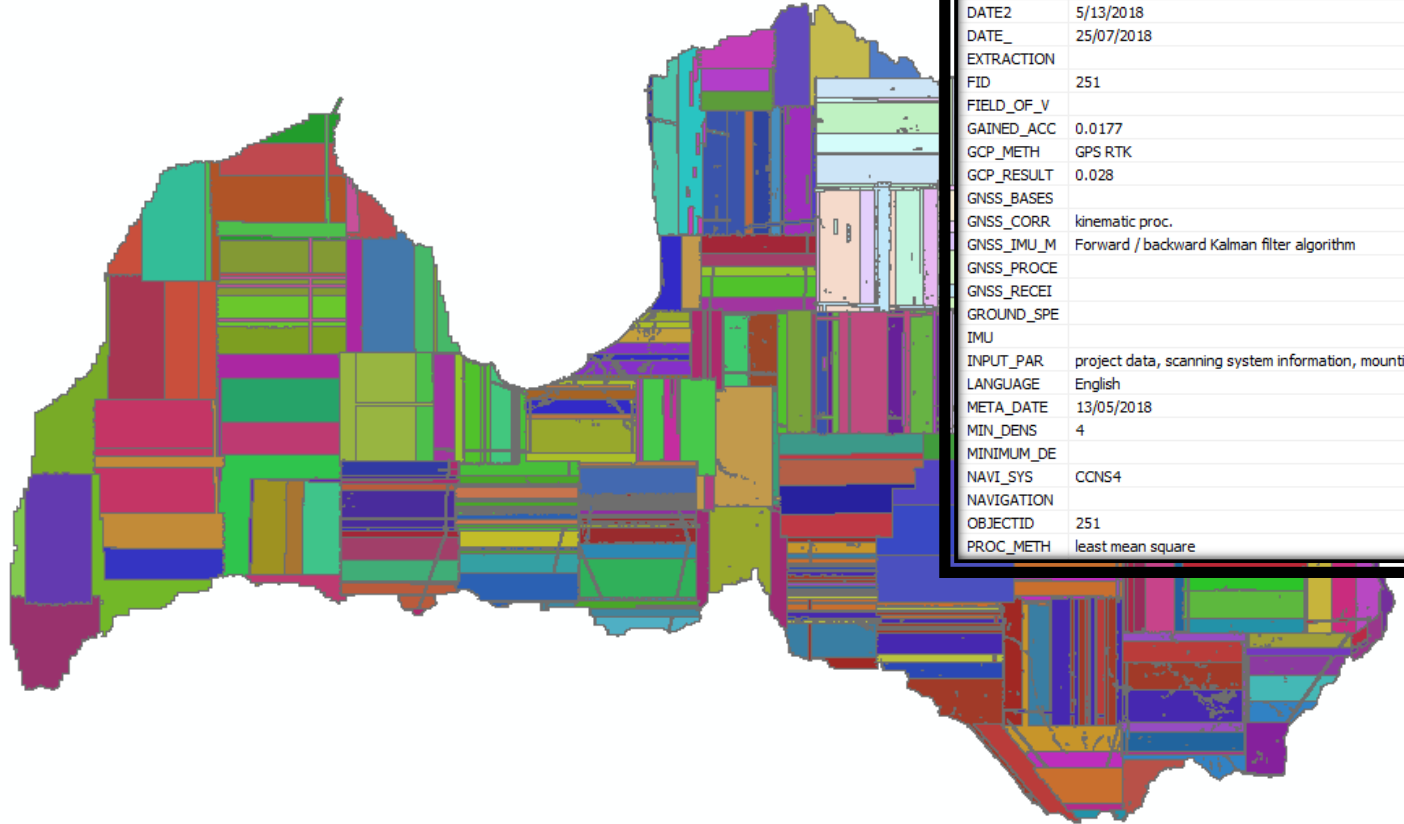 DATE2 5/13/2018
DATE_ 25/07/2018
EXTRACTION
FID 251
FIELD_OF_V
GAINED_ACC 0.0177
GCP_METH GPS RTK
GCP_RESULT 0.028
GNSS_BASES
GNSS_CORR kinematic proc.
GNSS_IMU_M Forward / backward Kalman filter algorithm
GNSS_PROCE
GNSS_RECEI
GROUND_SPE
IMU
INPUT_PAR project data, scanning system information, mounti
LANGUAGE English
META_DATE 13/05/2018
MIN_DENS 4
MINIMUM_DE
NAVI_SYS CCNS4
NAVIGATION
OBJECTID 251
PROC_METH least mean square